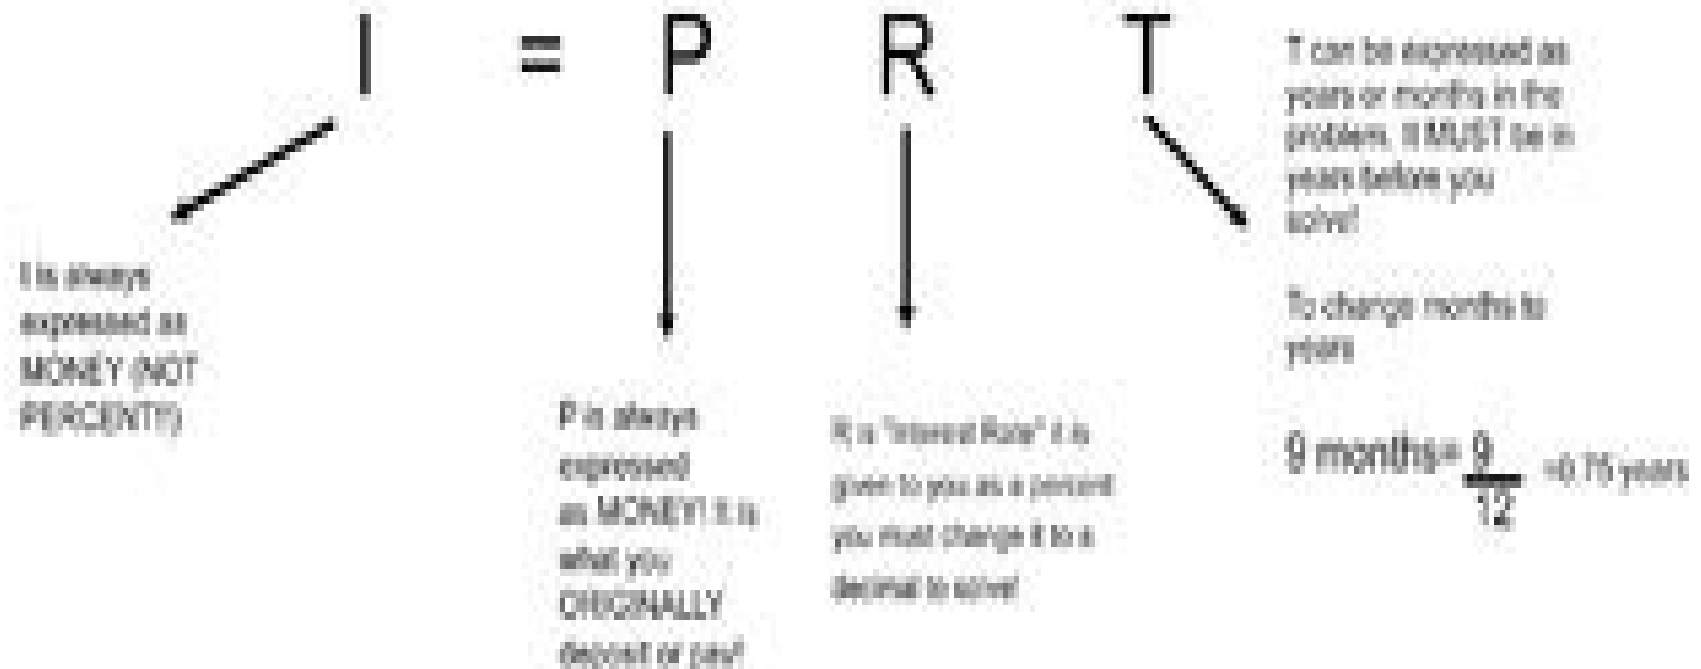 I = P R T
I is always
expressed as
MONEY (NOT
PERCENT!)
P is always
expressed
as MONEY! It is
what you
ORIGINALLY
deposit or pay!
R is "Interest Rate" it is
given to you as a percent
you must change it to a
decimal to solve!
T can be expressed as
years or months in the
problem. It MUST be in
years before you
solve!
To change months to
years
9 months= 9
12
=0.75 years